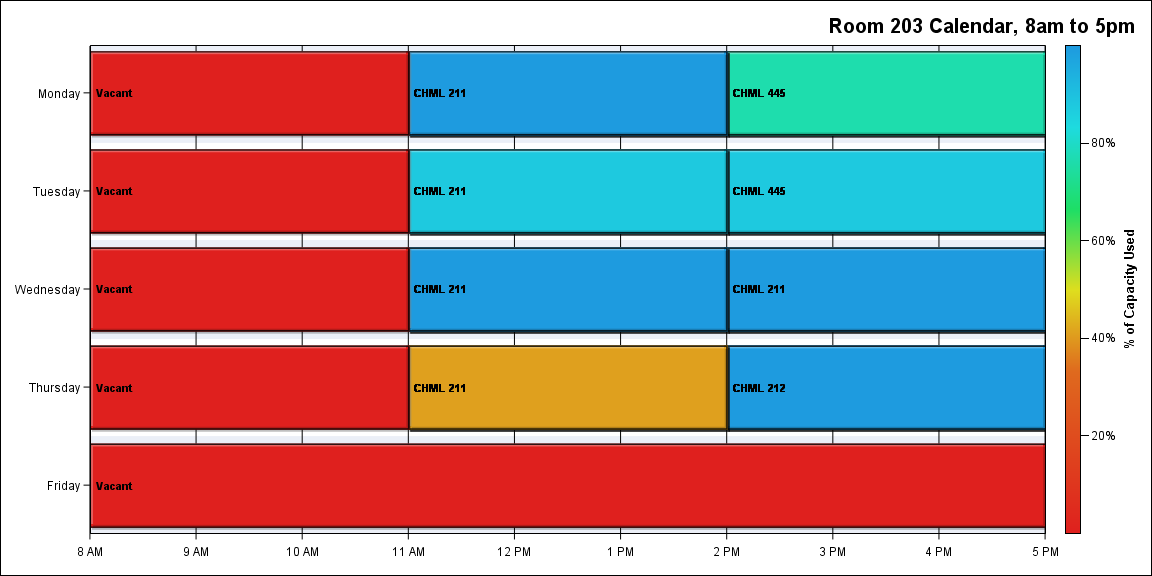 Room 203 Calendar, 8am to 5pm
Monday
Vacant
CHML 211
CHML 445
Tuesday
Vacant
CHML 211
CHML 445
Wednesday
Vacant
CHML 211
CHML 211
Thursday
Vacant
CHML 211
CHML 212
Friday
Vacant
8 AM
9 AM
10 AM
11 AM
12 PM
1 PM
2 PM
3 PM
4 PM
5 PM
80%
60%
40%
20%
% of Capacity Used